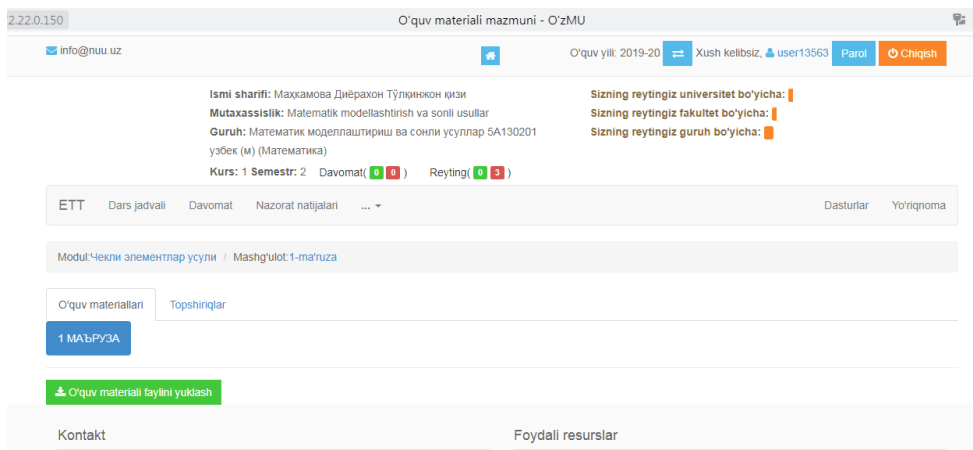 2.22.0.150 O'quv materiali mazmuni - O'zMU
info@nuu.uz O'quv yili: 2019-20 Xush kelibsiz, user13563 Parol Chiqish
Ismi sharifi: Маҳкамова Диёрахон Тўлқинжон қизи
Mutaxassislik: Matematik modellashtirish va sonli usullar
Guruh: Математик моделлаштириш ва сонли усуллар 5A130201
узбек (м) (Математика)
Kurs: 1 Semestr: 2 Davomat( 0 0 ) Reyting( 0 3 )
Sizning reytingiz universitet bo'yicha:
Sizning reytingiz fakultet bo'yicha:
Sizning reytingiz guruh bo'yicha:
ETT Dars jadvali Davomat Nazorat natijalari ... Dasturlar Yo'riqnoma
Modul:Чекли элементлар усули / Mashg'ulot:1-ma'ruza
O'quv materiallari Topshiriqlar
1 МАЪРУЗА
O'quv materiali faylini yuklash
Kontakt Foydali resurslar